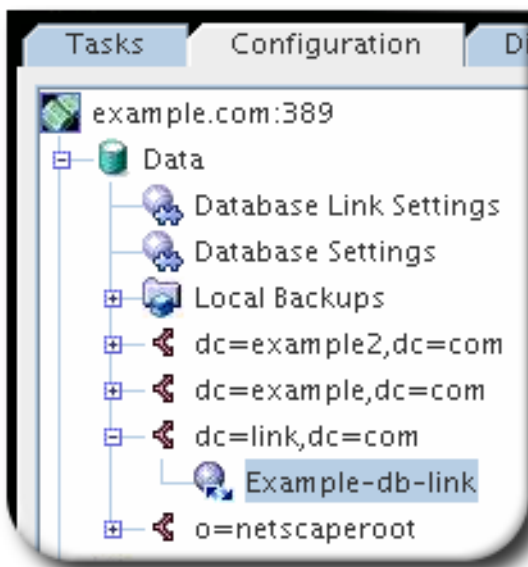 Tasks Configuration
example.com:389
Data
Database Link Settings
Database Settings
Local Backups
dc=example2,dc=com
dc=example,dc=com
dc=link,dc=com
Example-db-link
o=netscaperoot